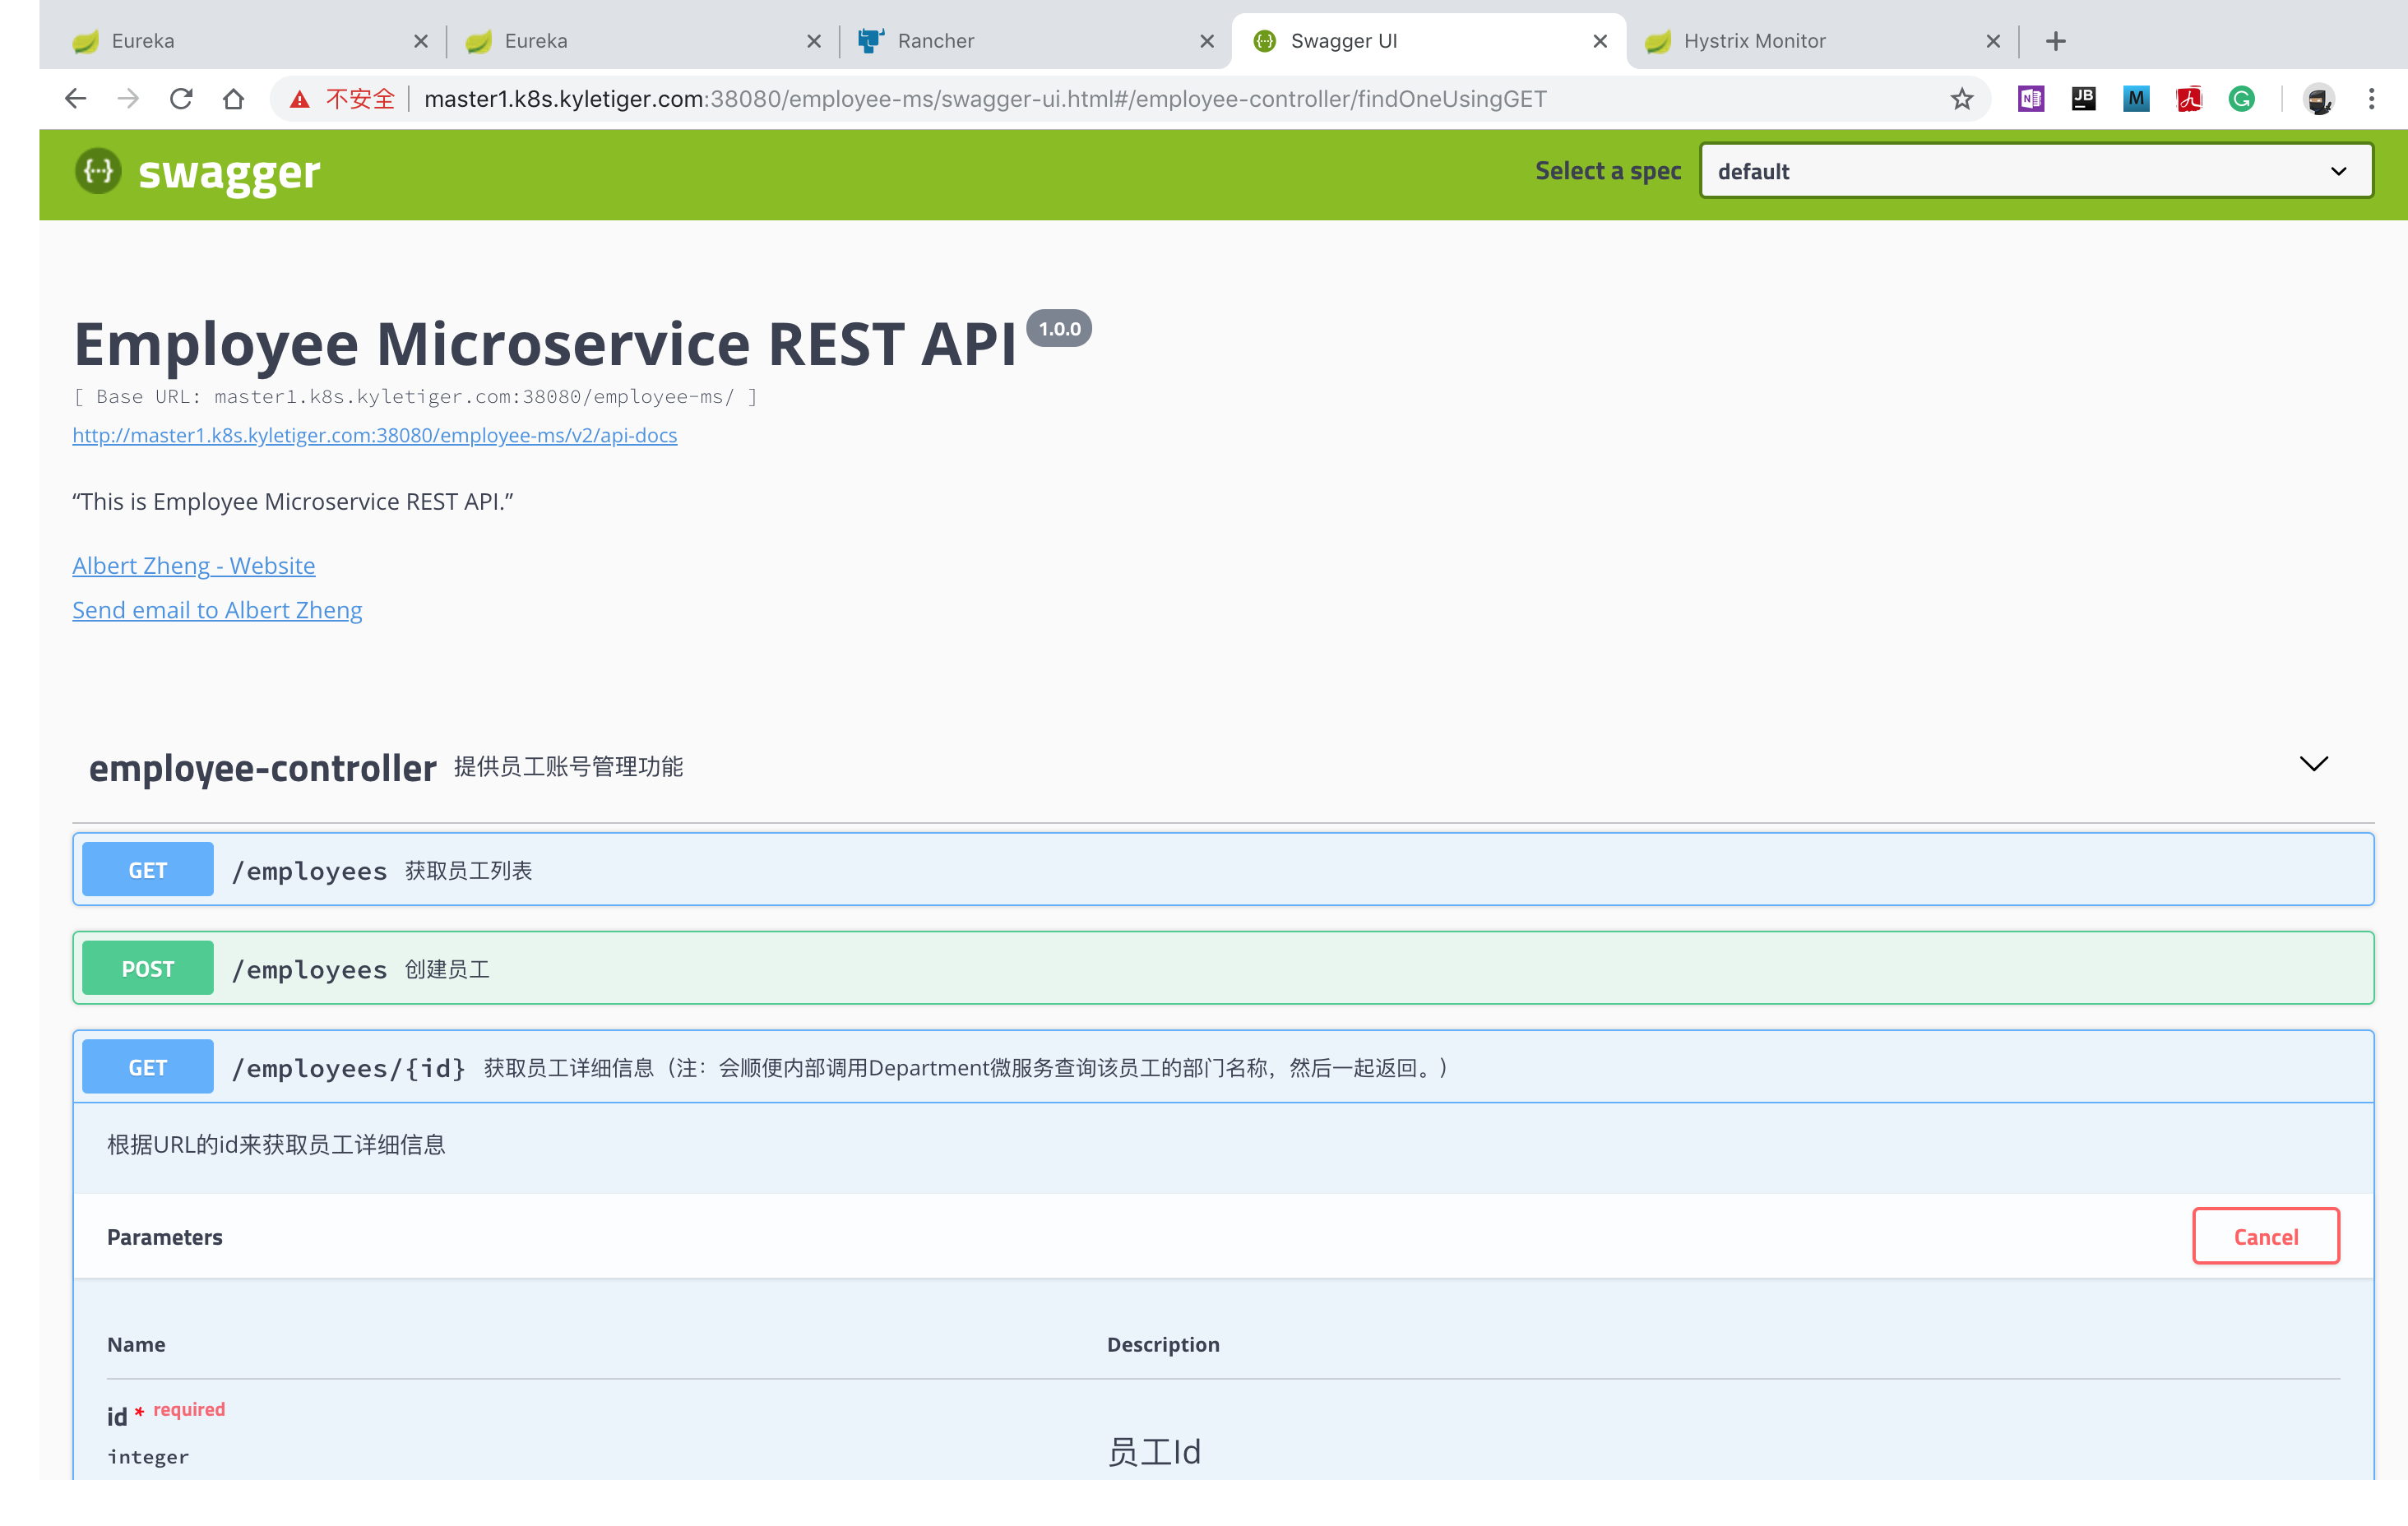 Eureka
Eureka
Rancher
Swagger UI
Hystrix Monitor
不安全 master1.k8s.kyletiger.com:38080/employee-ms/swagger-ui.html#/employee-controller/findOneUsingGET
N JB M G
{···} swagger
Select a spec default
Employee Microservice REST API 1.0.0
[ Base URL: master1.k8s.kyletiger.com:38080/employee-ms/ ]
http://master1.k8s.kyletiger.com:38080/employee-ms/v2/api-docs
“This is Employee Microservice REST API.”
Albert Zheng - Website
Send email to Albert Zheng
employee-controller 提供员工账号管理功能
GET /employees 获取员工列表
POST /employees 创建员工
GET /employees/{id} 获取员工详细信息（注：会顺便内部调用Department微服务查询该员工的部门名称，然后一起返回。）
根据URL的id来获取员工详细信息
Parameters Cancel
Name Description
id * required
integer
员工Id